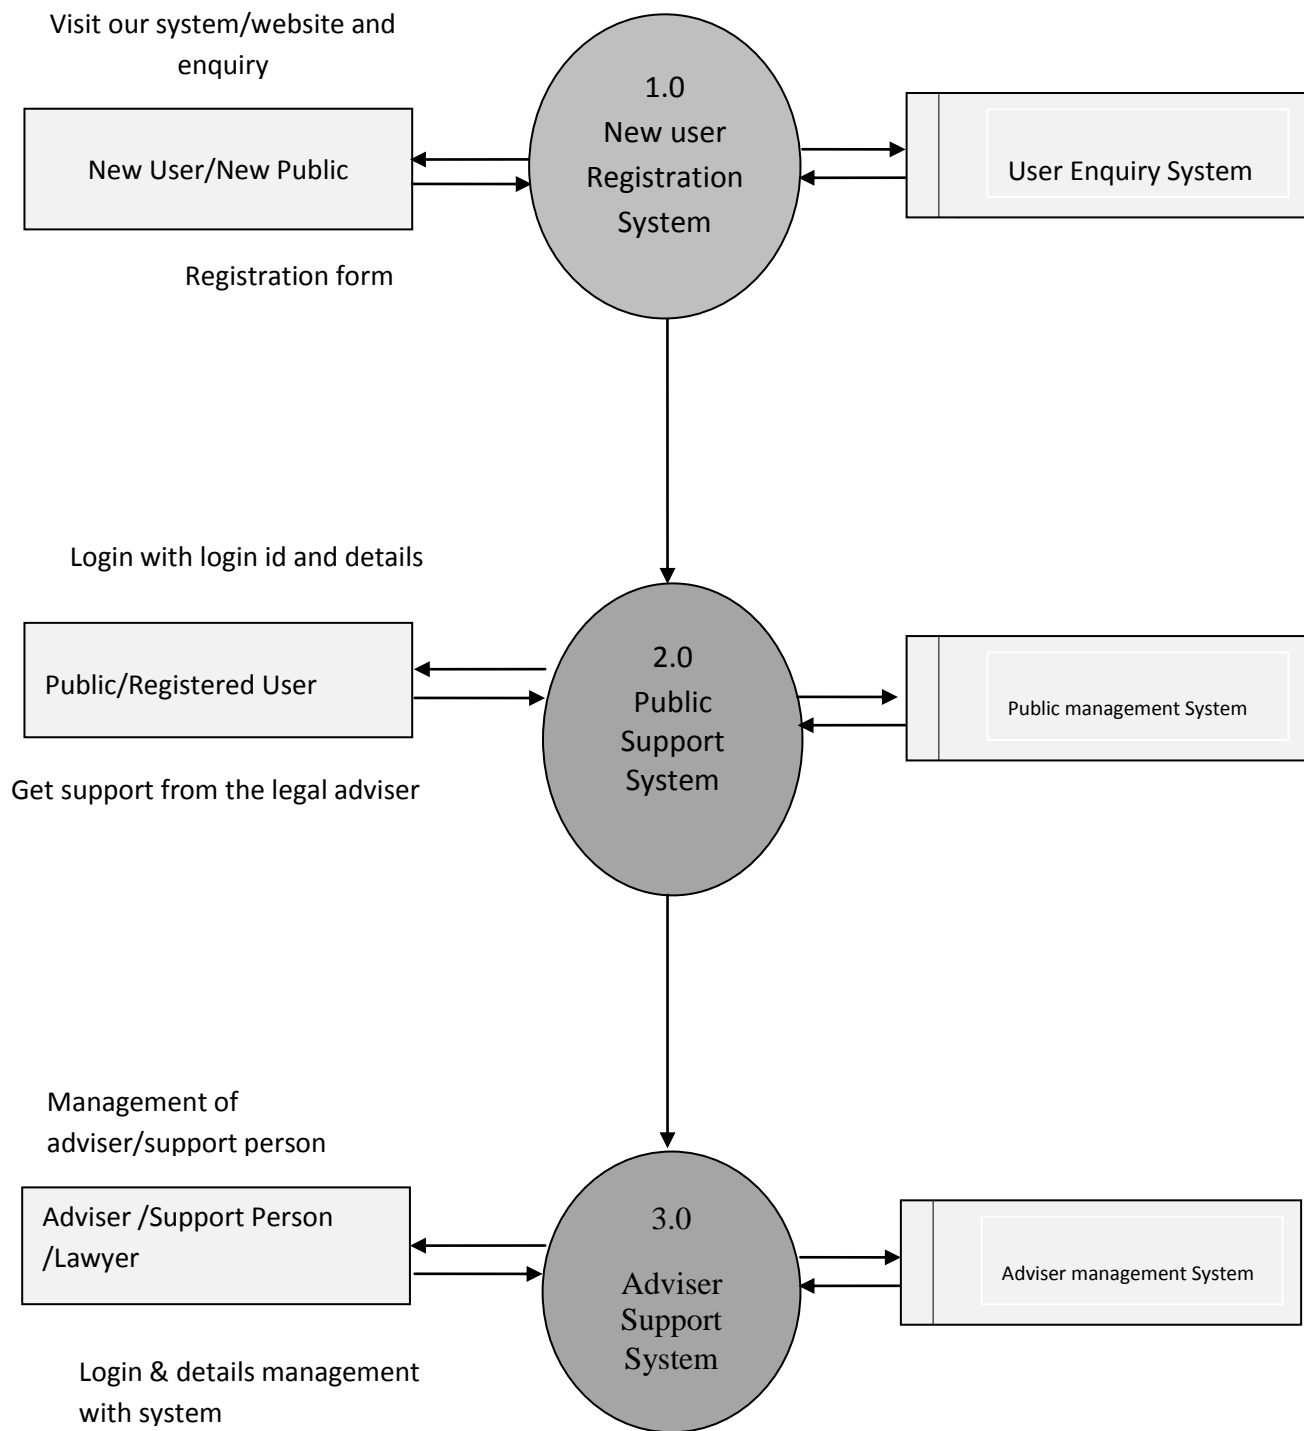 Visit our system/website and
enquiry
New User/New Public
Registration form
1.0
New user
Registration
System
User Enquiry System
Login with login id and details
Public/Registered User
Get support from the legal adviser
2.0
Public
Support
System
Public management System
Management of
adviser/support person
Adviser /Support Person
/Lawyer
Login & details management
with system
3.0
Adviser
Support
System
Adviser management System